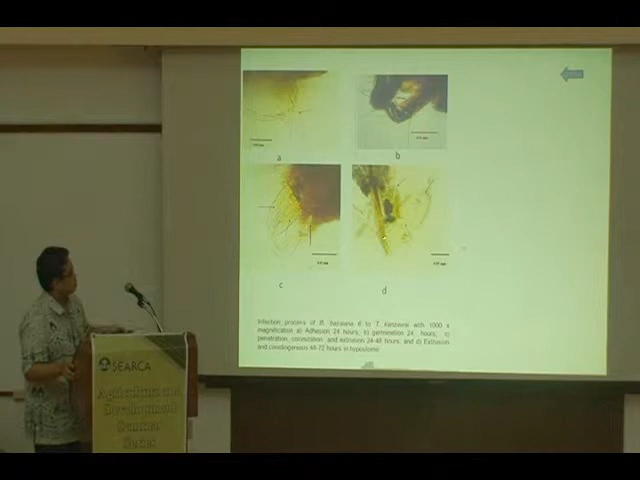 a
b
c
d
Infection process of B. bassiana 6 to T. kanzawai with 1000 x
magnification a) Adhesion 24 hours, b) germination 24 hours, c)
penetration, colonization and extrusion 24-48 hours, and d) Extrusion
and conidiogenesis 48-72 hours in hypostome
SEARCA
Agriculture and
Development
Seminar
Series